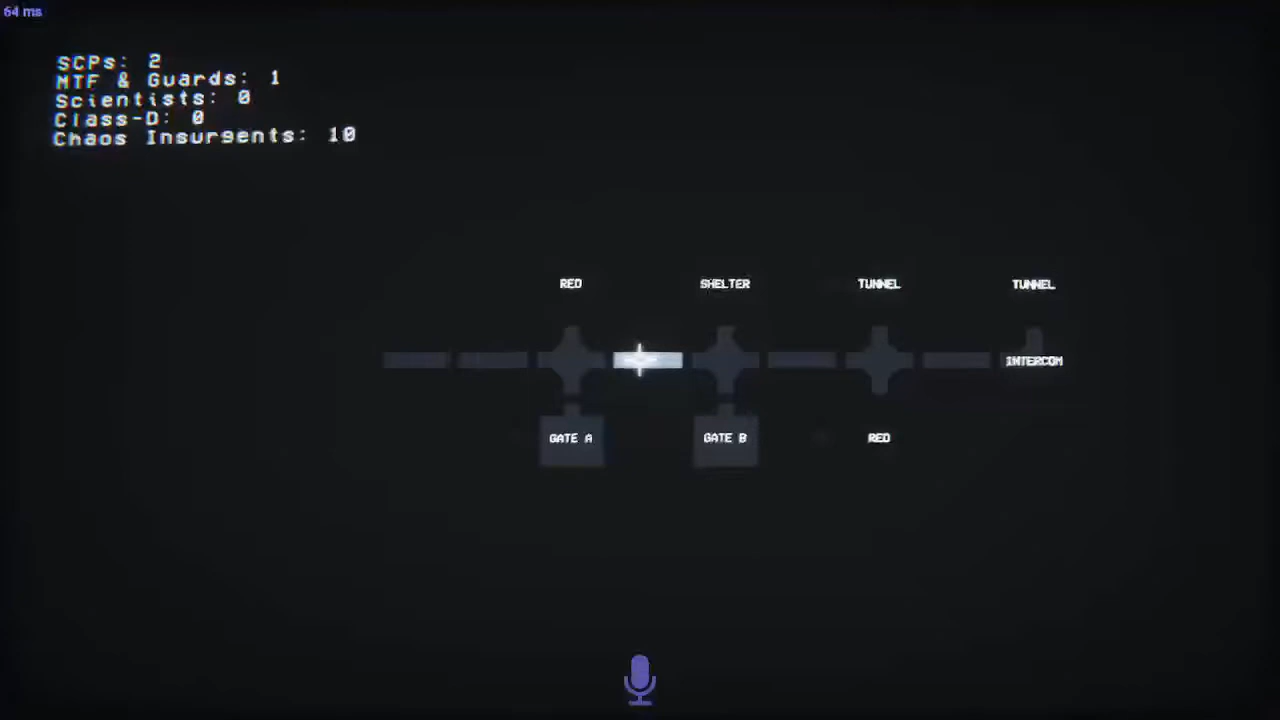 64 ms
SCPs: 2
MTF & Guards: 1
Scientists: 0
Class-D: 0
Chaos Insurgents: 10
RED
SHELTER
TUNNEL
TUNNEL
INTERCOM
GATE A
GATE B
RED